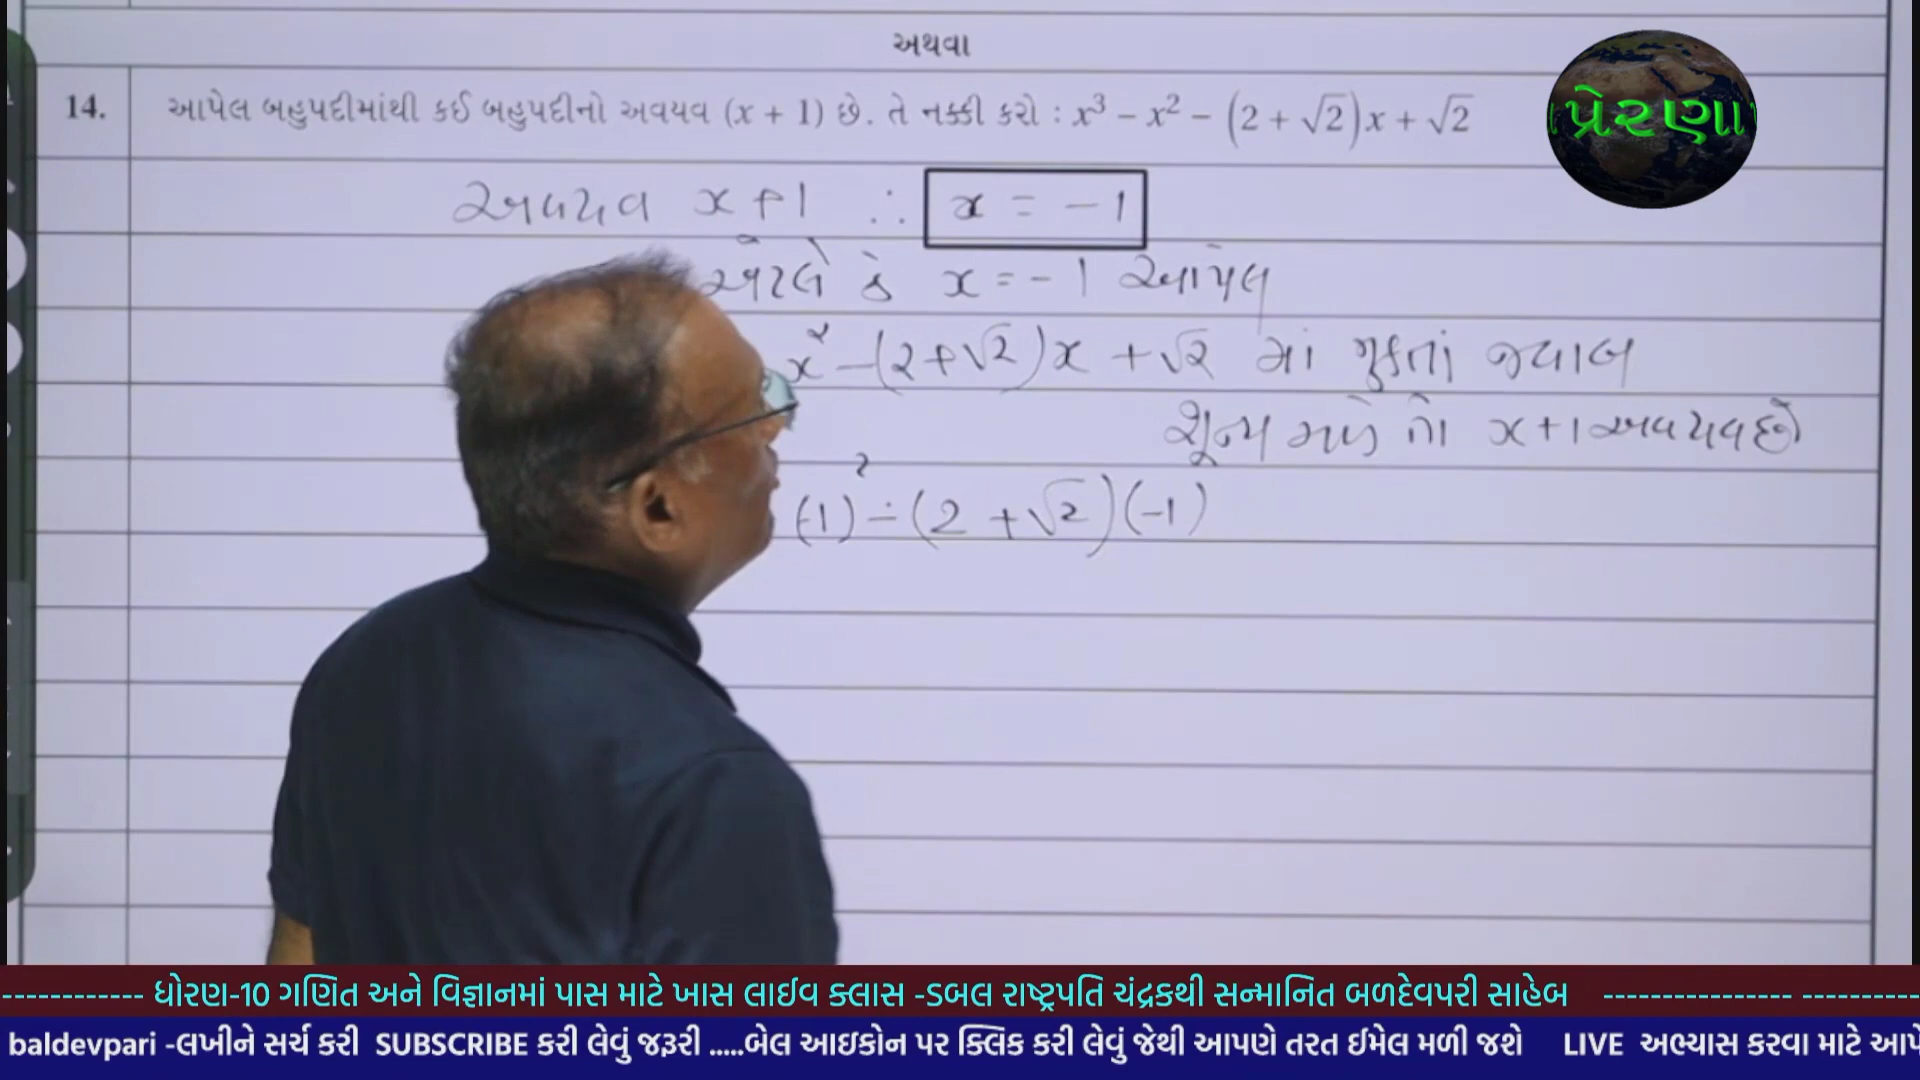 અથવા
14. આપેલ બહુપદીમાંથી કઈ બહુપદીનો અવયવ (x + 1) છે. તે નક્કી કરો : x³ – x² – (2 + √2)x + √2
પ્રેરણા
અવયવ x+1 ∴ x = -1
એટલે કે x = -1 આપેલ
x² - (2+√2)x + √2 માં મુકતાં જવાબ
શૂન્ય મળે તો x+1 અવયવ છે
(-1)² - (2 + √2)(-1)
------------ ધોરણ-10 ગણિત અને વિજ્ઞાનમાં પાસ માટે ખાસ લાઈવ ક્લાસ -ડબલ રાષ્ટ્રપતિ ચંદ્રકથી સન્માનિત બળદેવપરી સાહેબ ---------------- ----------
baldevpari -લખીને સર્ચ કરી SUBSCRIBE કરી લેવું જરૂરી .....બેલ આઇકોન પર ક્લિક કરી લેવું જેથી આપણે તરત ઈમેલ મળી જશે LIVE અભ્યાસ કરવા માટે